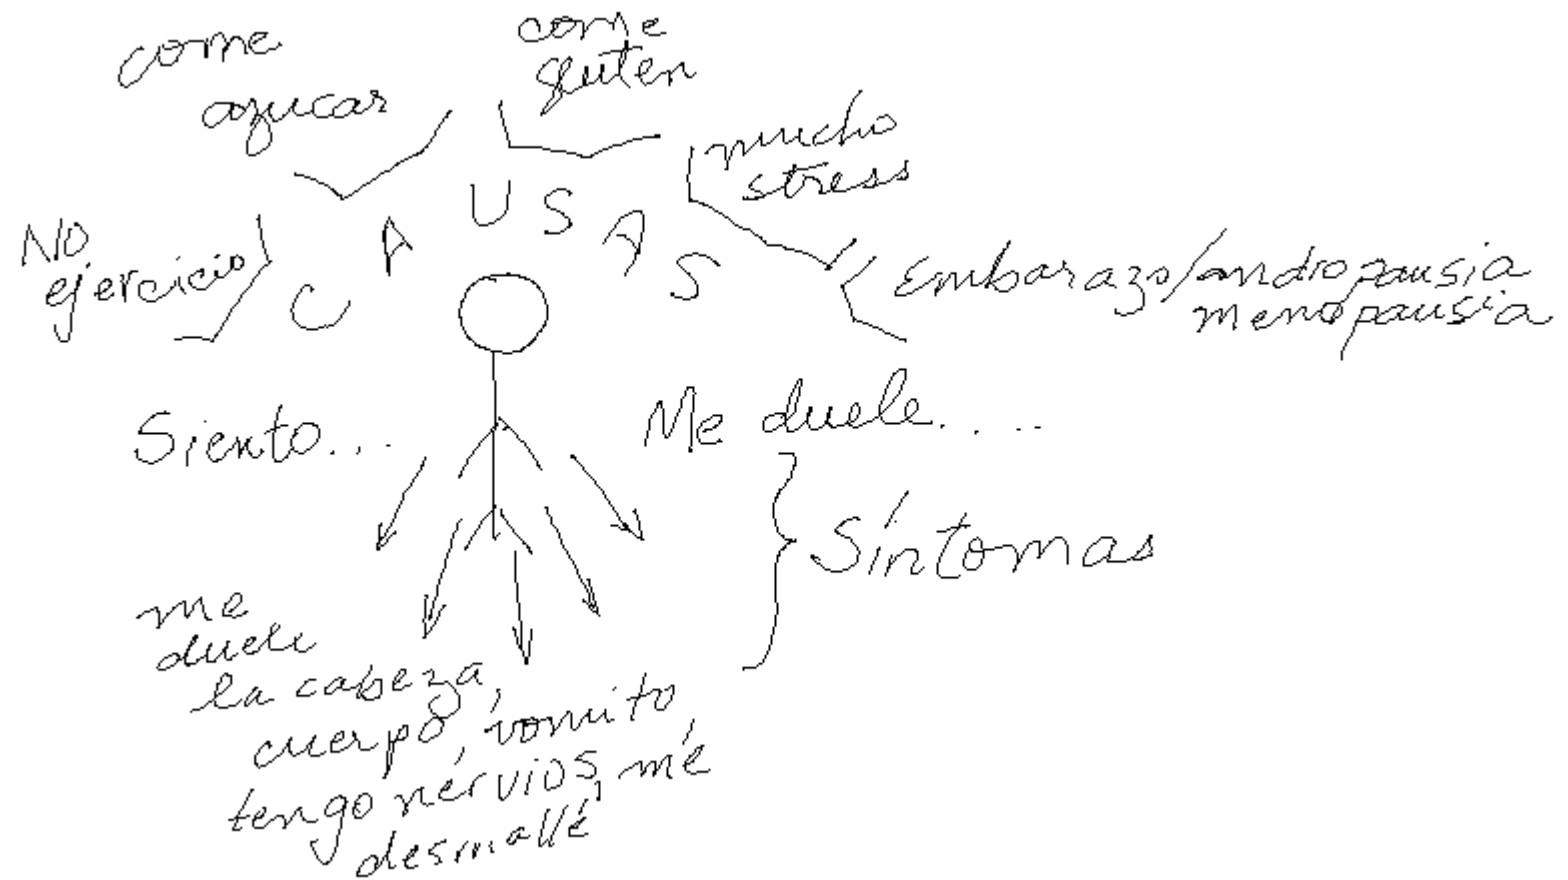 come
azucar
come
gluten
mucho
stress
NO
ejercicio
CAUSAS
Embarazo/andropausia
menopausia
Siento...
Me duele.....
Síntomas
me
duele
la cabeza,
cuerpo, vomito,
tengo nervios, me
desmallé